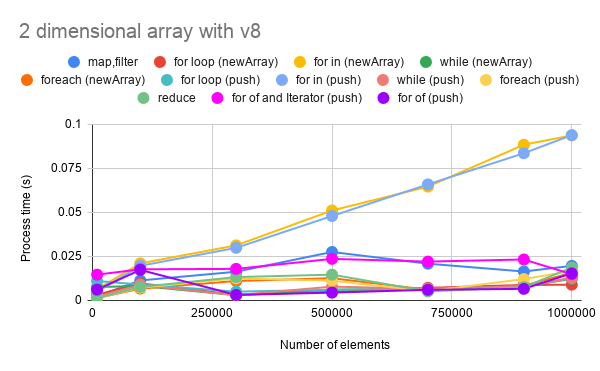 2 dimensional array with v8
map,filter for loop (newArray) for in (newArray) while (newArray)
foreach (newArray) for loop (push) for in (push) while (push) foreach (push)
reduce for of and Iterator (push) for of (push)
0.1
0.075
0.05
0.025
0
Process time (s)
0 250000 500000 750000 1000000
Number of elements